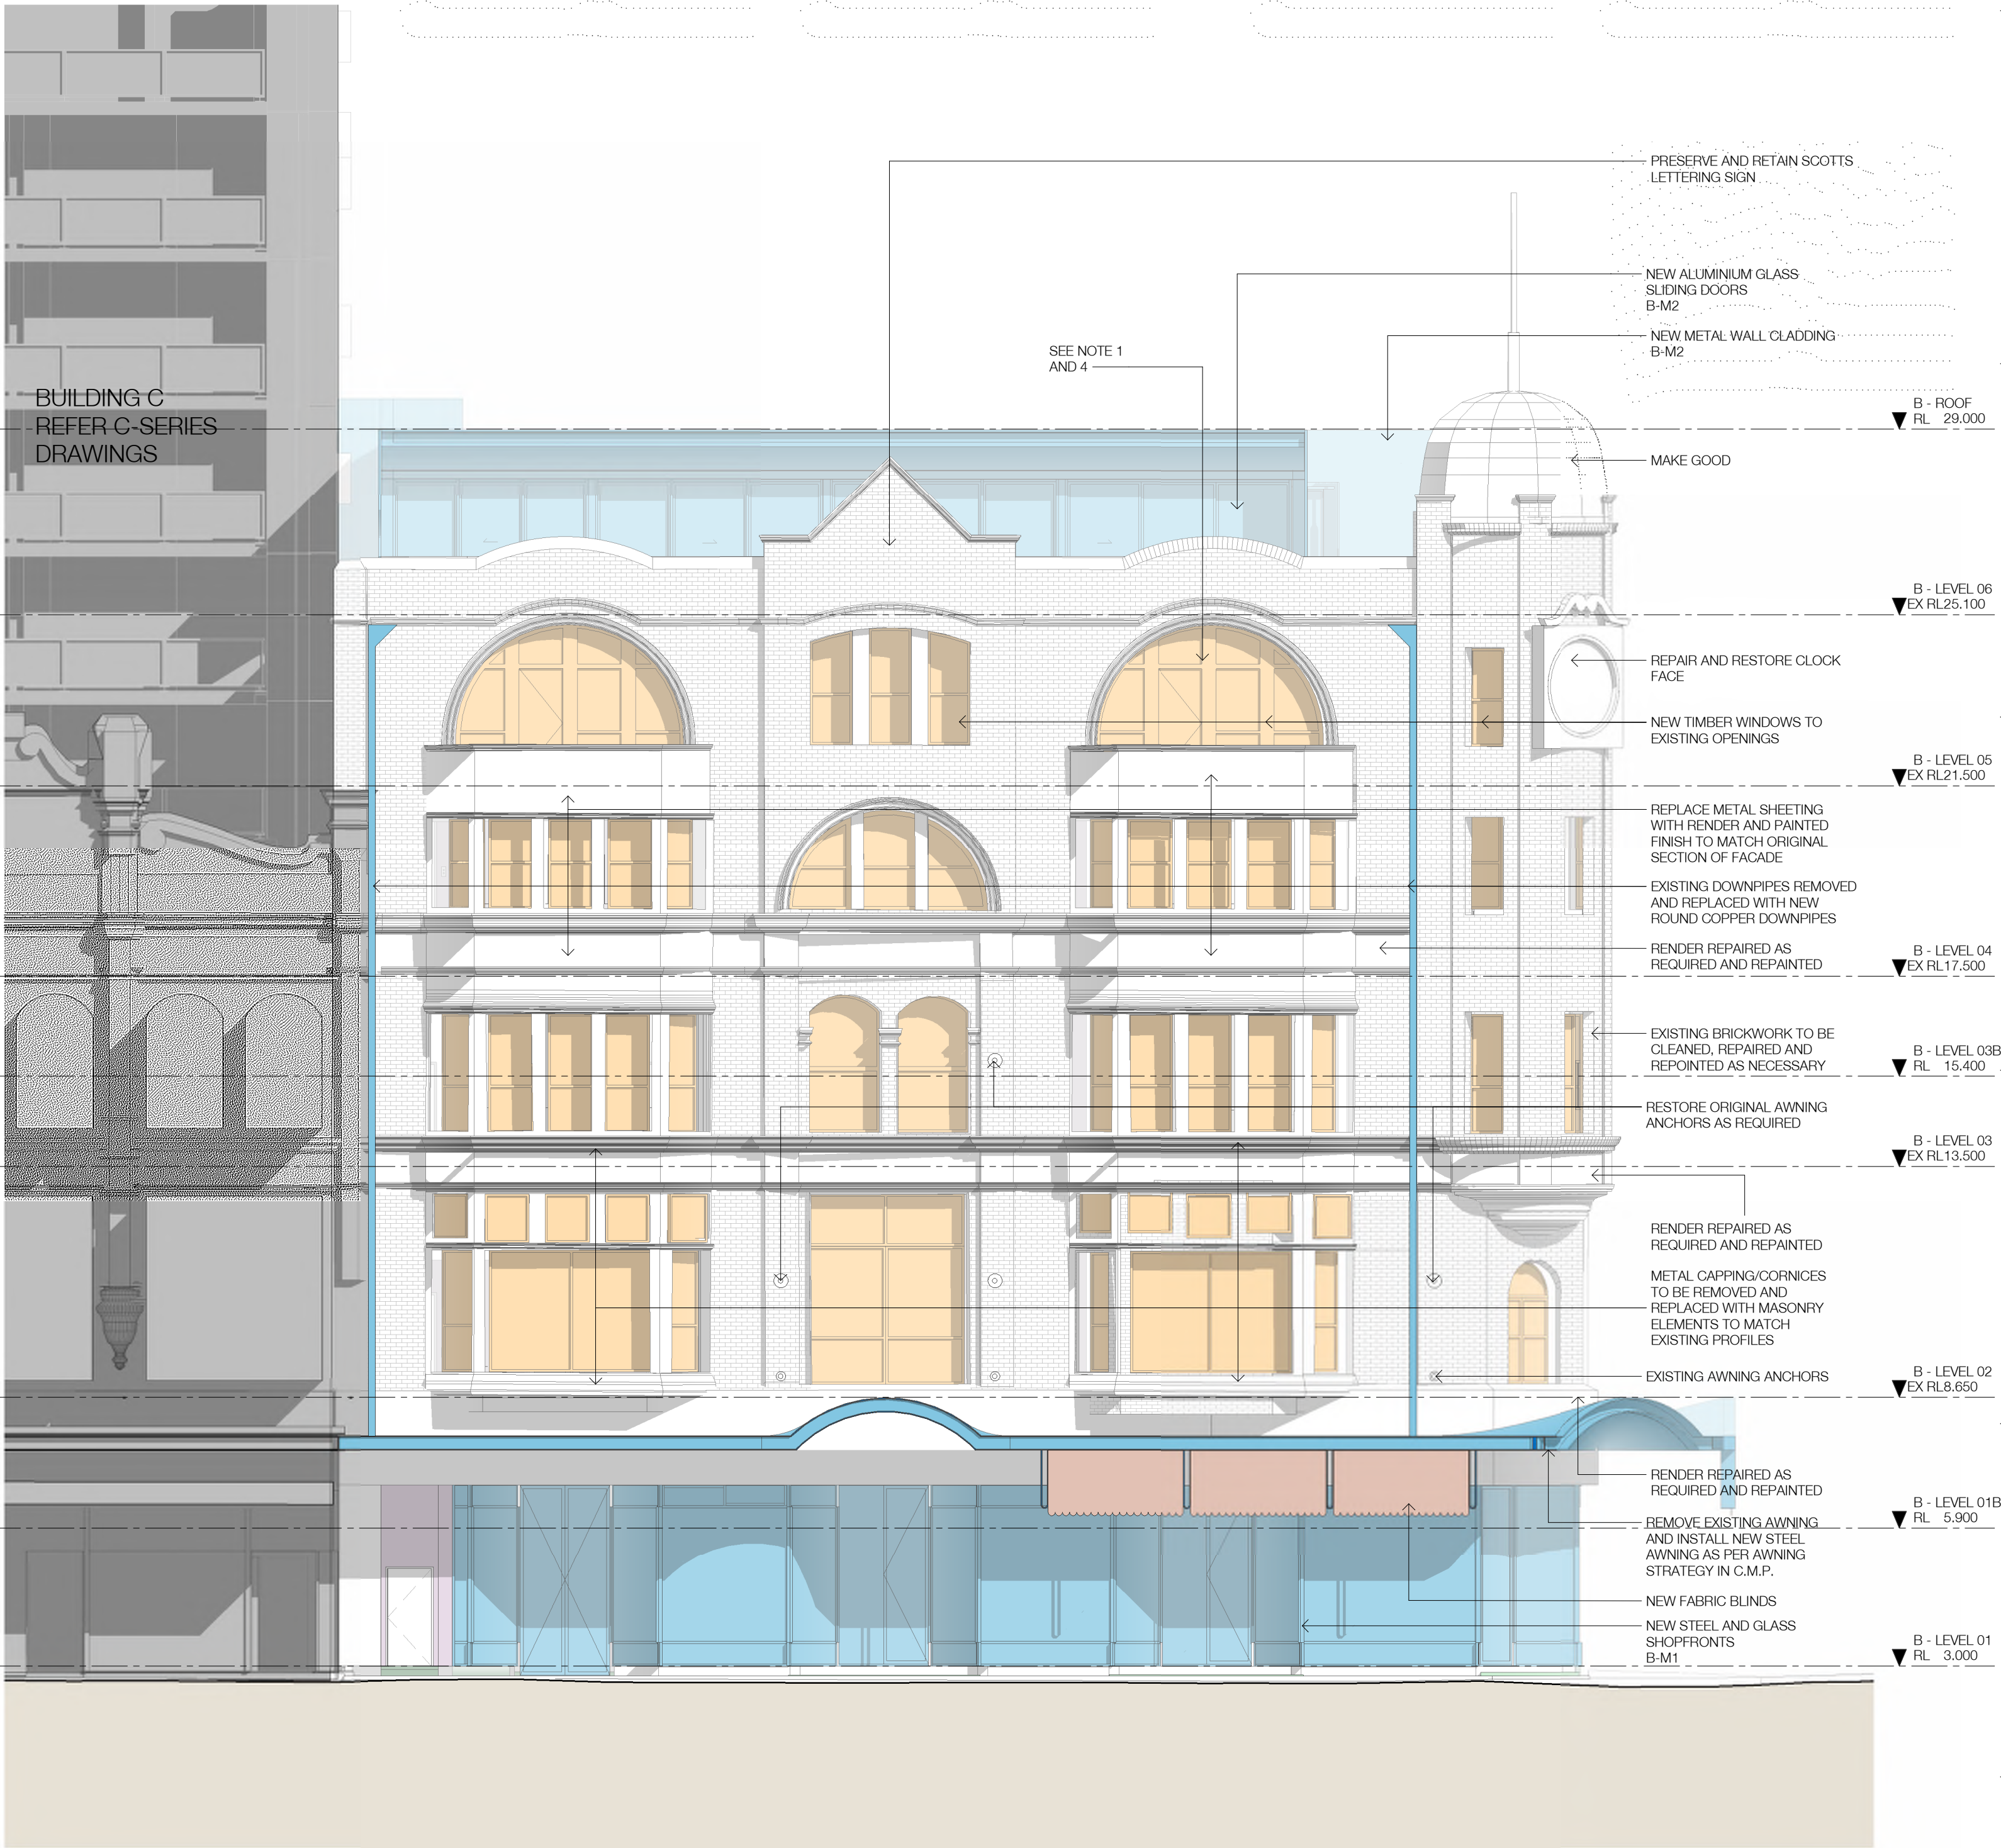 PRESERVE AND RETAIN SCOTTS
LETTERING SIGN
NEW ALUMINIUM GLASS
SLIDING DOORS
B-M2
NEW METAL WALL CLADDING
B-M2
SEE NOTE 1
AND 4
BUILDING C
REFER C-SERIES
DRAWINGS
B - ROOF
RL 29.000
MAKE GOOD
B - LEVEL 06
EX RL25.100
REPAIR AND RESTORE CLOCK
FACE
NEW TIMBER WINDOWS TO
EXISTING OPENINGS
B - LEVEL 05
EX RL21.500
REPLACE METAL SHEETING
WITH RENDER AND PAINTED
FINISH TO MATCH ORIGINAL
SECTION OF FACADE
EXISTING DOWNPIPES REMOVED
AND REPLACED WITH NEW
ROUND COPPER DOWNPIPES
RENDER REPAIRED AS
REQUIRED AND REPAINTED
B - LEVEL 04
EX RL17.500
EXISTING BRICKWORK TO BE
CLEANED, REPAIRED AND
REPOINTED AS NECESSARY
B - LEVEL 03B
RL 15.400
RESTORE ORIGINAL AWNING
ANCHORS AS REQUIRED
B - LEVEL 03
EX RL13.500
RENDER REPAIRED AS
REQUIRED AND REPAINTED
METAL CAPPING/CORNICES
TO BE REMOVED AND
REPLACED WITH MASONRY
ELEMENTS TO MATCH
EXISTING PROFILES
EXISTING AWNING ANCHORS
B - LEVEL 02
EX RL8.650
RENDER REPAIRED AS
REQUIRED AND REPAINTED
B - LEVEL 01B
RL 5.900
REMOVE EXISTING AWNING
AND INSTALL NEW STEEL
AWNING AS PER AWNING
STRATEGY IN C.M.P.
NEW FABRIC BLINDS
NEW STEEL AND GLASS
SHOPFRONTS
B-M1
B - LEVEL 01
RL 3.000